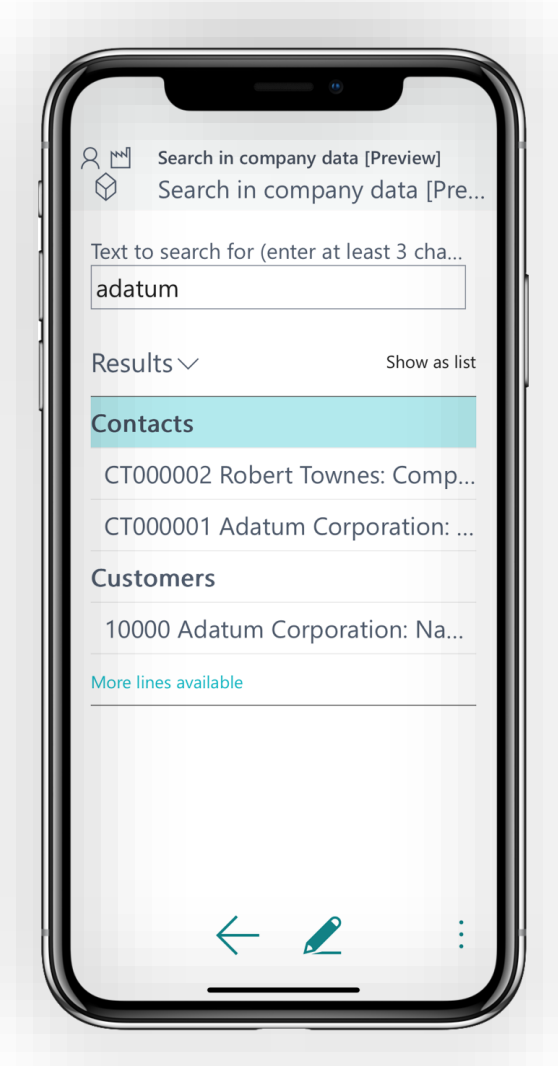 Search in company data [Preview]
Search in company data [Pre...
Text to search for (enter at least 3 cha...
adatum
Results
Show as list
Contacts
CT000002 Robert Townes: Comp...
CT000001 Adatum Corporation: ...
Customers
10000 Adatum Corporation: Na...
More lines available